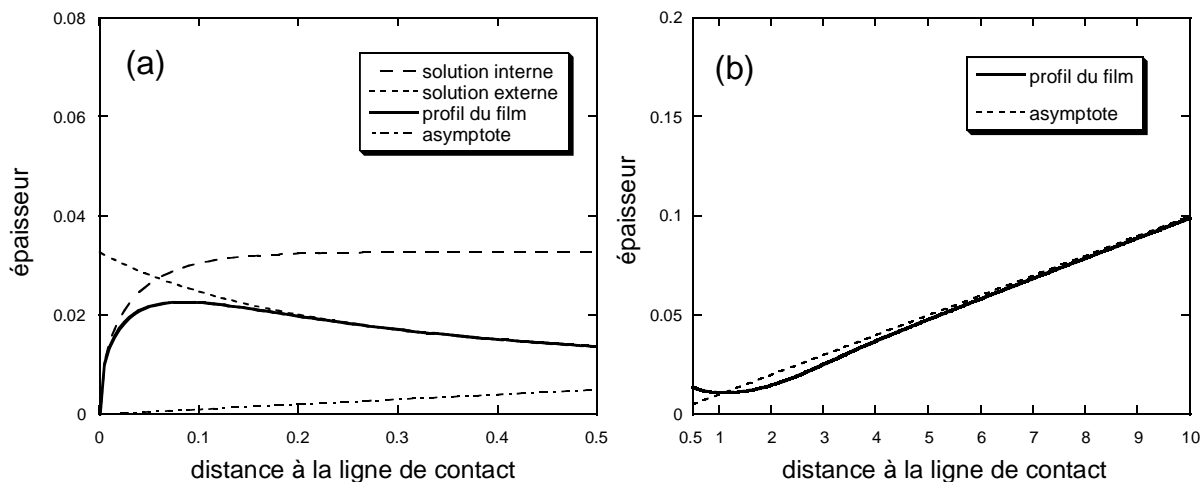 (a)
solution interne
solution externe
profil du film
asymptote
0.08
0.06
0.04
0.02
0
épaisseur
0 0.1 0.2 0.3 0.4 0.5
distance à la ligne de contact
(b)
profil du film
asymptote
0.2
0.15
0.1
0.05
0
épaisseur
0.5 1 2 3 4 5 6 7 8 9 10
distance à la ligne de contact